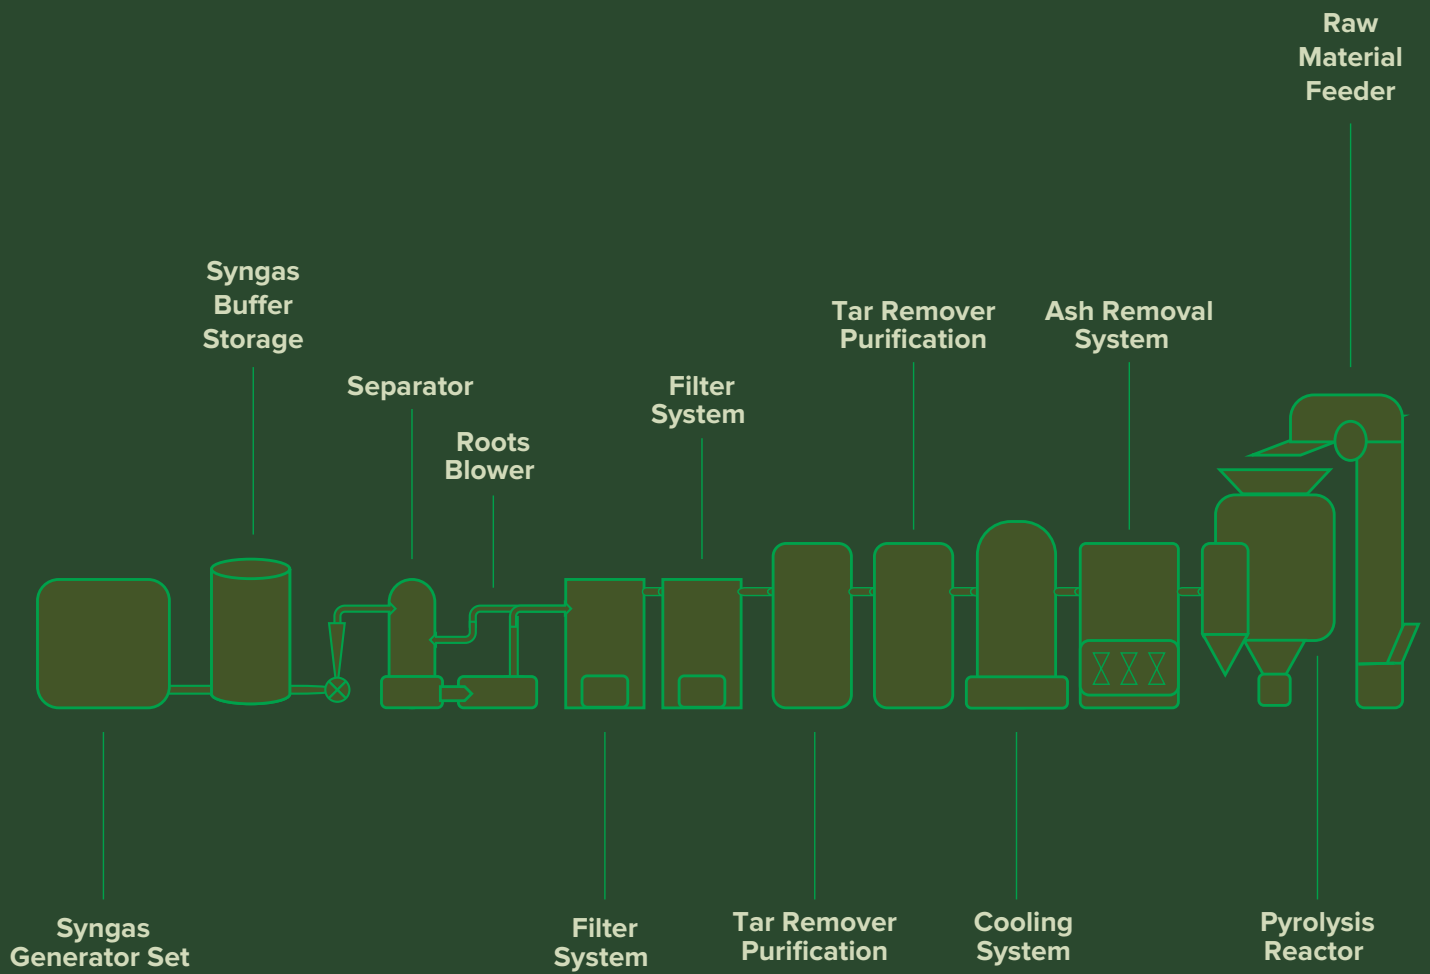 Raw
Material
Feeder
Syngas
Buffer
Storage
Tar Remover
Purification
Ash Removal
System
Separator
Filter
System
Roots
Blower
Syngas
Generator Set
Filter
System
Tar Remover
Purification
Cooling
System
Pyrolysis
Reactor